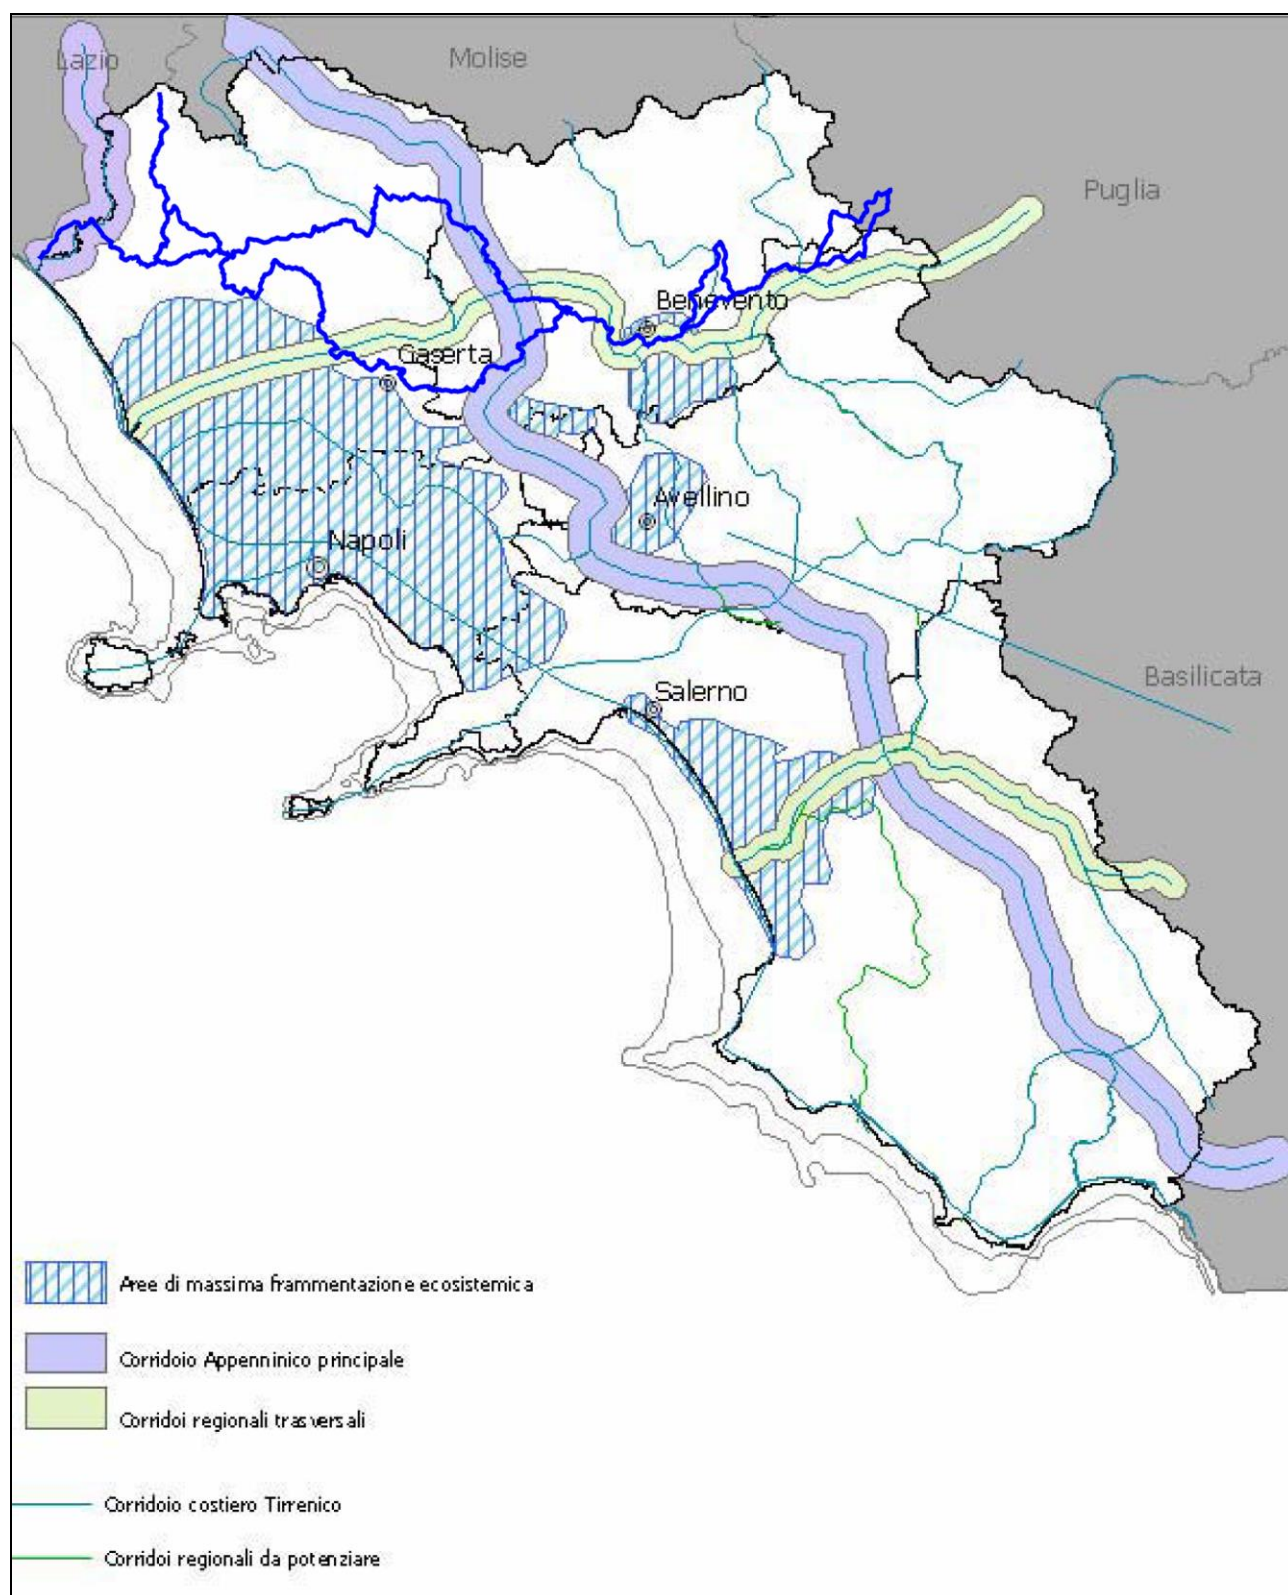 Lazio
Molise
Puglia
Benevento
Caserta
Avellino
Napoli
Basilicata
Salerno
Aree di massima frammentazione ecosistemica
Corridoio Appenninico principale
Corridoi regionali trasversali
Corridoio costiero Tirrenico
Corridoi regionali da potenziare